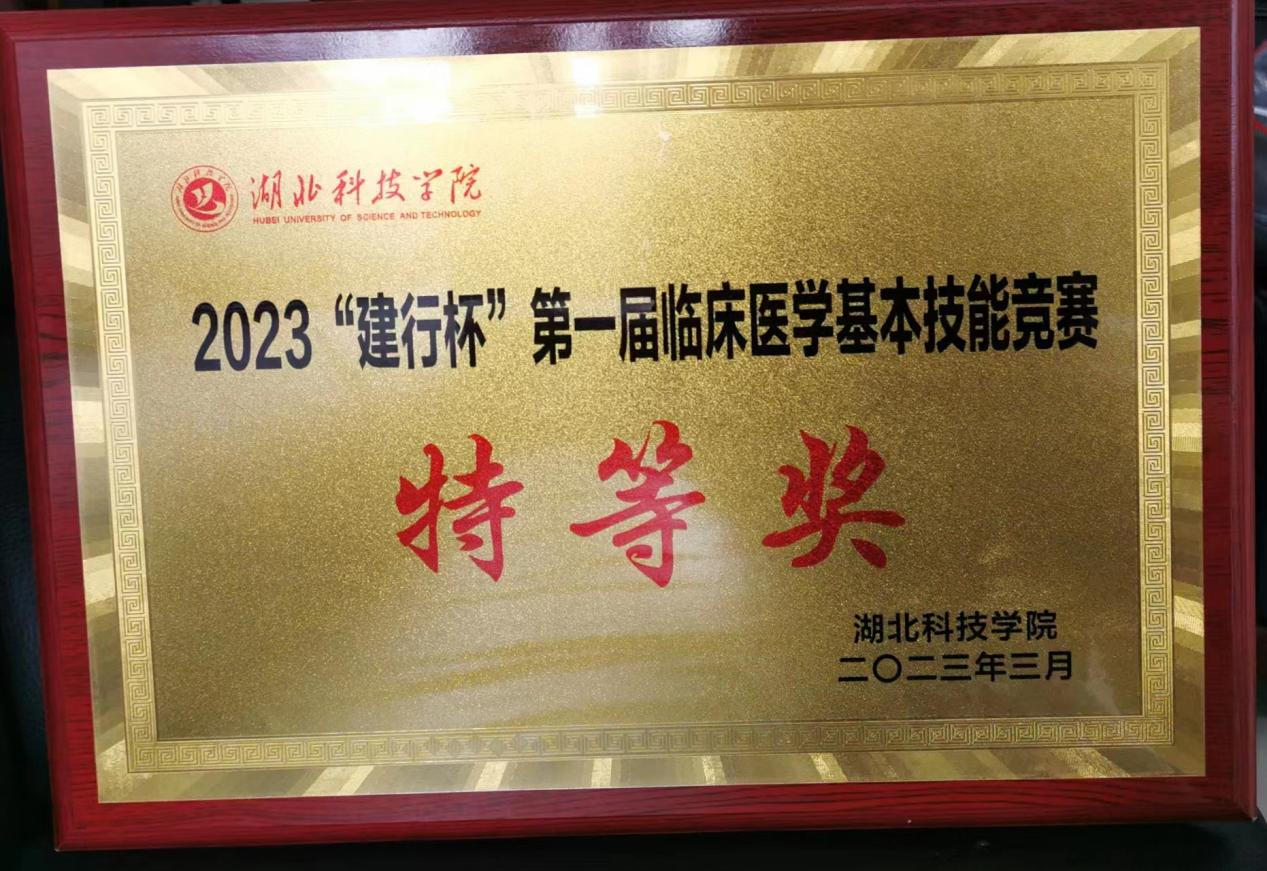 湖北科技学院
HUBEI UNIVERSITY OF SCIENCE AND TECHNOLOGY
2023“建行杯”第一届临床医学基本技能竞赛
特等奖
湖北科技学院
二〇二三年三月